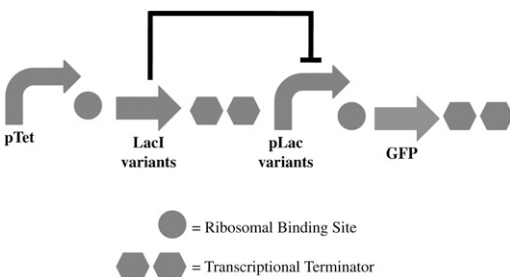 pTet
LacI
variants
pLac
variants
GFP
= Ribosomal Binding Site
= Transcriptional Terminator